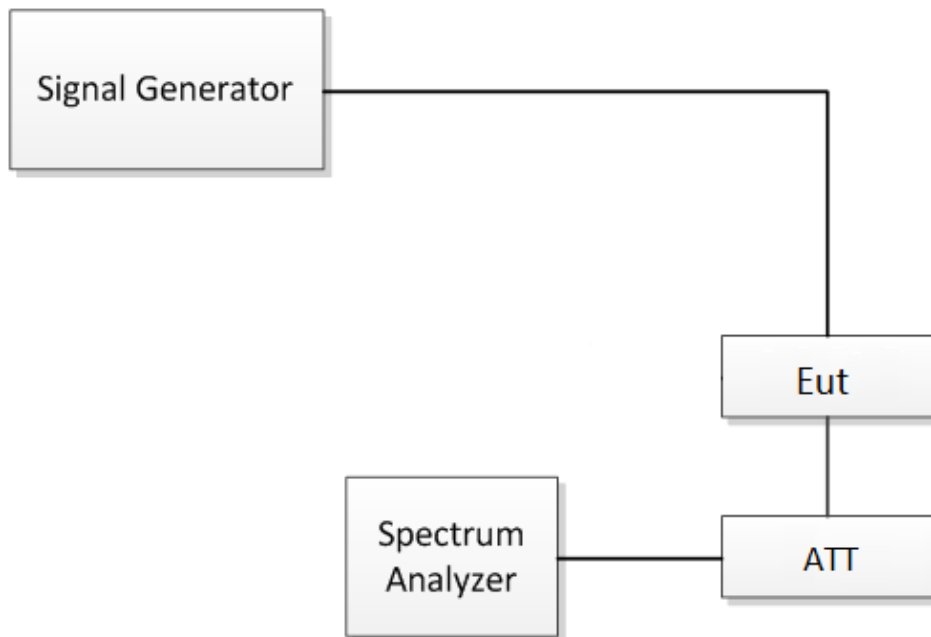 Signal Generator
Eut
Spectrum
Analyzer
ATT